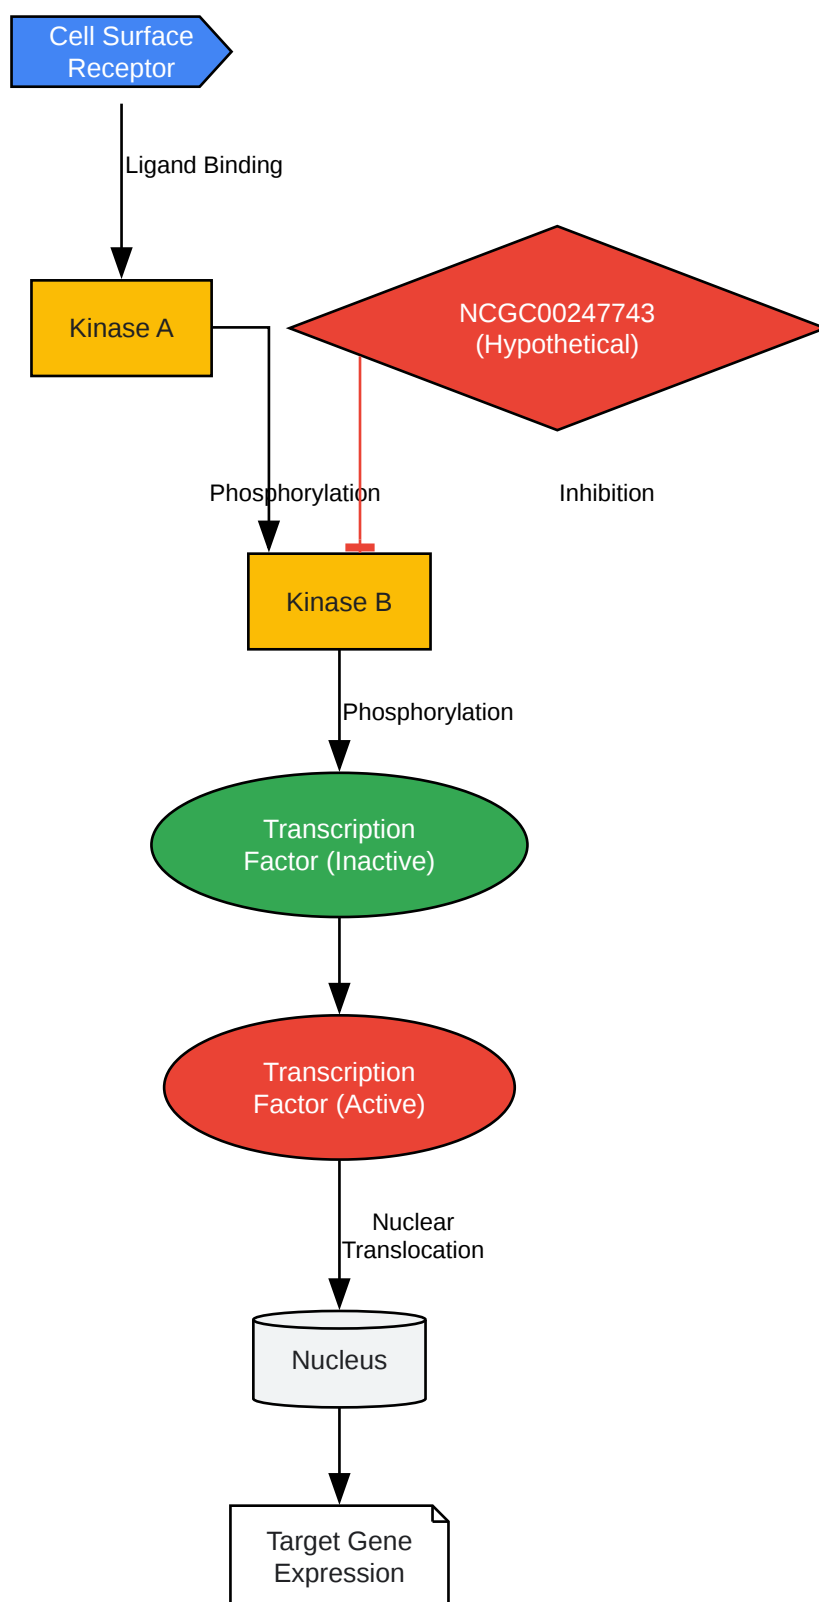 Cell Surface
Receptor
Ligand Binding
Kinase A
NCGC00247743
(Hypothetical)
Phosphorylation
Inhibition
Kinase B
Phosphorylation
Transcription
Factor (Inactive)
Transcription
Factor (Active)
Nuclear
Translocation
Nucleus
Target Gene
Expression